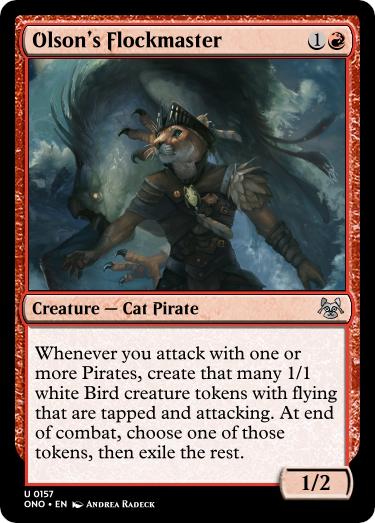 Olson's Flockmaster
1
Creature — Cat Pirate
Whenever you attack with one or
more Pirates, create that many 1/1
white Bird creature tokens with flying
that are tapped and attacking. At end
of combat, choose one of those
tokens, then exile the rest.
1/2
U 0157
ONO • EN Andrea Radeck